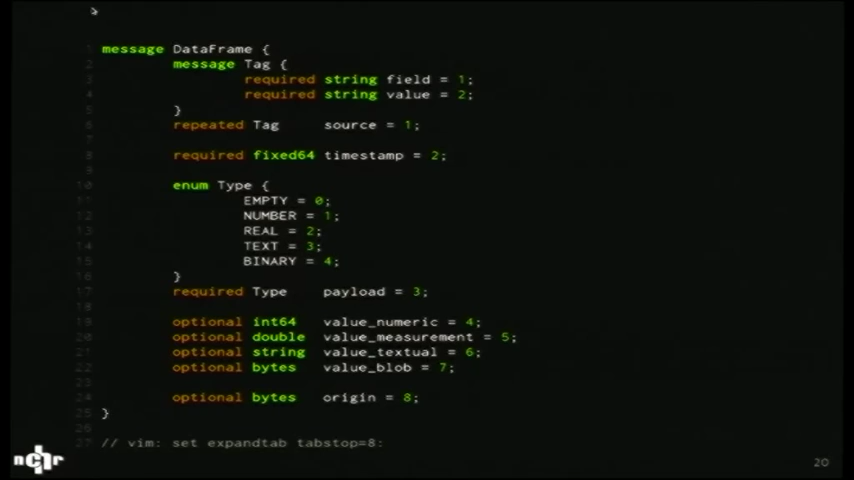 1 message DataFrame {
2 message Tag {
3 required string field = 1;
4 required string value = 2;
5 }
6 repeated Tag source = 1;
7
8 required fixed64 timestamp = 2;
9
10 enum Type {
11 EMPTY = 0;
12 NUMBER = 1;
13 REAL = 2;
14 TEXT = 3;
15 BINARY = 4;
16 }
17 required Type payload = 3;
18
19 optional int64 value_numeric = 4;
20 optional double value_measurement = 5;
21 optional string value_textual = 6;
22 optional bytes value_blob = 7;
23
24 optional bytes origin = 8;
25 }
26
27 // vim: set expandtab tabstop=8:
20